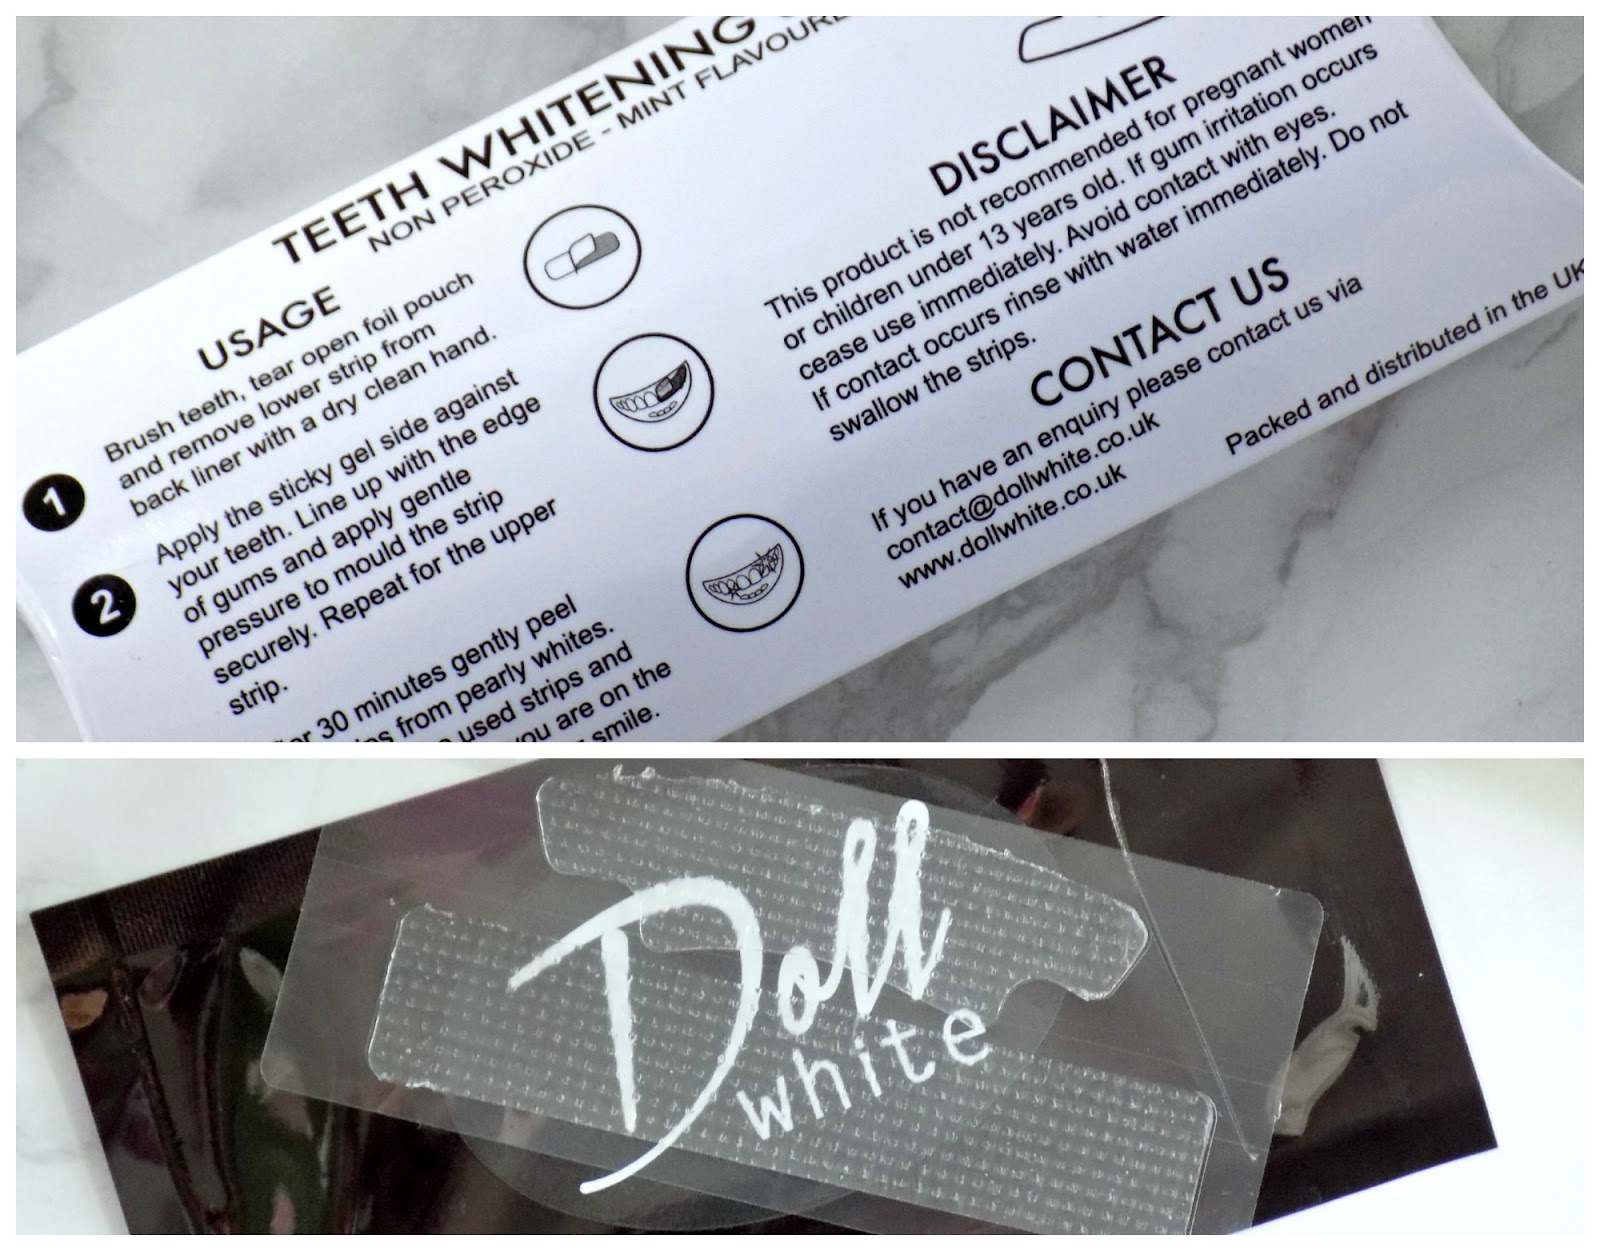 TEETH WHITENING
NON PEROXIDE - MINT FLAVOURE
USAGE
1
Brush teeth, tear open foil pouch
and remove lower strip from
back liner with a dry clean hand.
2
Apply the sticky gel side against
your teeth. Line up with the edge
of gums and apply gentle
pressure to mould the strip
securely. Repeat for the upper
strip.
30 minutes gently peel
from pearly whites.
used strips and
you are on the
smile.
DISCLAIMER
This product is not recommended for pregnant women
or children under 13 years old. If gum irritation occurs
cease use immediately. Avoid contact with eyes.
If contact occurs rinse with water immediately. Do not
swallow the strips.
CONTACT US
If you have an enquiry please contact us via
contact@dollwhite.co.uk
www.dollwhite.co.uk
Packed and distributed in the UK
Doll
white